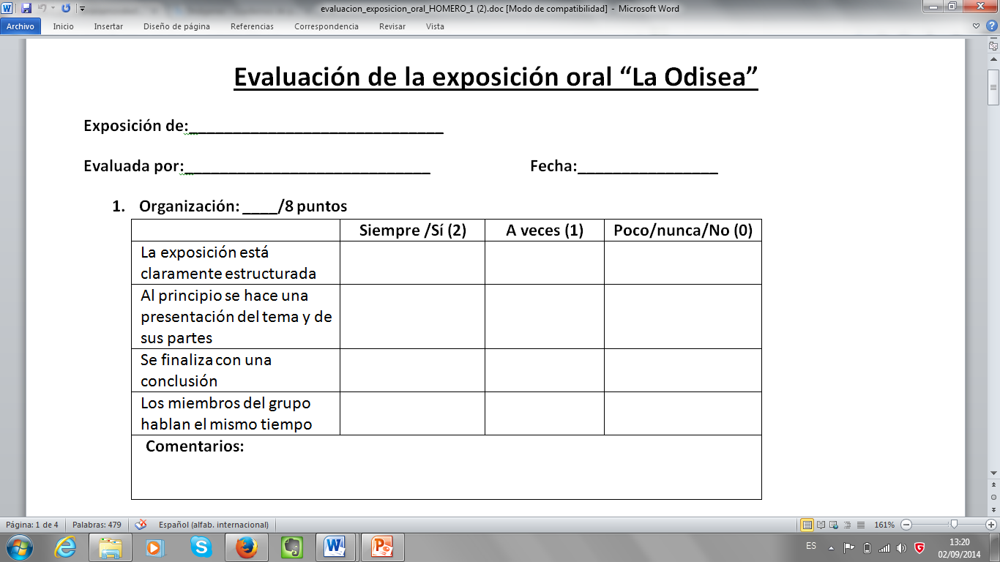 evaluacion_exposicion_oral_HOMERO_1 (2).doc [Modo de compatibilidad] - Microsoft Word
Archivo Inicio Insertar Diseño de página Referencias Correspondencia Revisar Vista
Evaluación de la exposición oral “La Odisea”
Exposición de:_____________________________
Evaluada por:____________________________ Fecha:________________
1. Organización: ____/8 puntos
Siempre /Sí (2) A veces (1) Poco/nunca/No (0)
La exposición está
claramente estructurada
Al principio se hace una
presentación del tema y de
sus partes
Se finaliza con una
conclusión
Los miembros del grupo
hablan el mismo tiempo
Comentarios:
Página: 1 de 4 Palabras: 479 Español (alfab. internacional) 161%
ES 13:20
02/09/2014